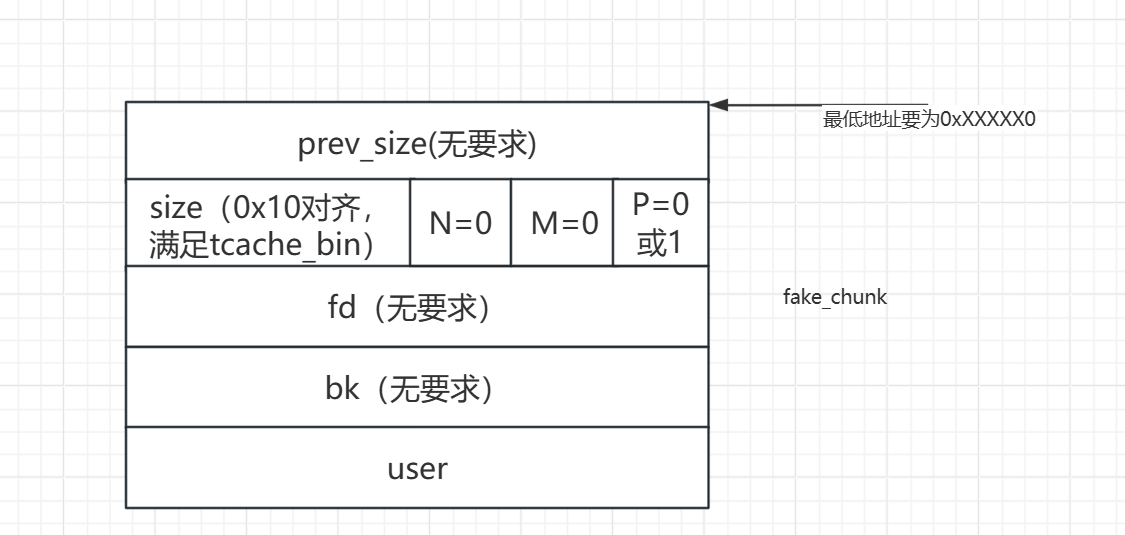 最低地址要为0xXXXXX0
prev_size(无要求)
size（0x10对齐，
满足tcache_bin）
N=0
M=0
P=0
或1
fd（无要求）
fake_chunk
bk（无要求）
user